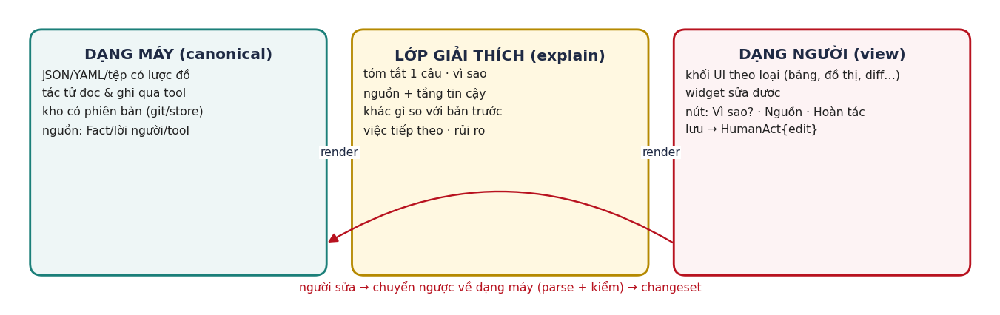 DẠNG MÁY (canonical)
JSON/YAML/tệp có lược đồ
tác tử đọc & ghi qua tool
kho có phiên bản (git/store)
nguồn: Fact/lời người/tool
render
LỚP GIẢI THÍCH (explain)
tóm tắt 1 câu · vì sao
nguồn + tầng tin cậy
khác gì so với bản trước
việc tiếp theo · rủi ro
render
DẠNG NGƯỜI (view)
khối UI theo loại (bảng, đồ thị, diff…)
widget sửa được
nút: Vì sao? · Nguồn · Hoàn tác
lưu → HumanAct{edit}
người sửa → chuyển ngược về dạng máy (parse + kiểm) → changeset